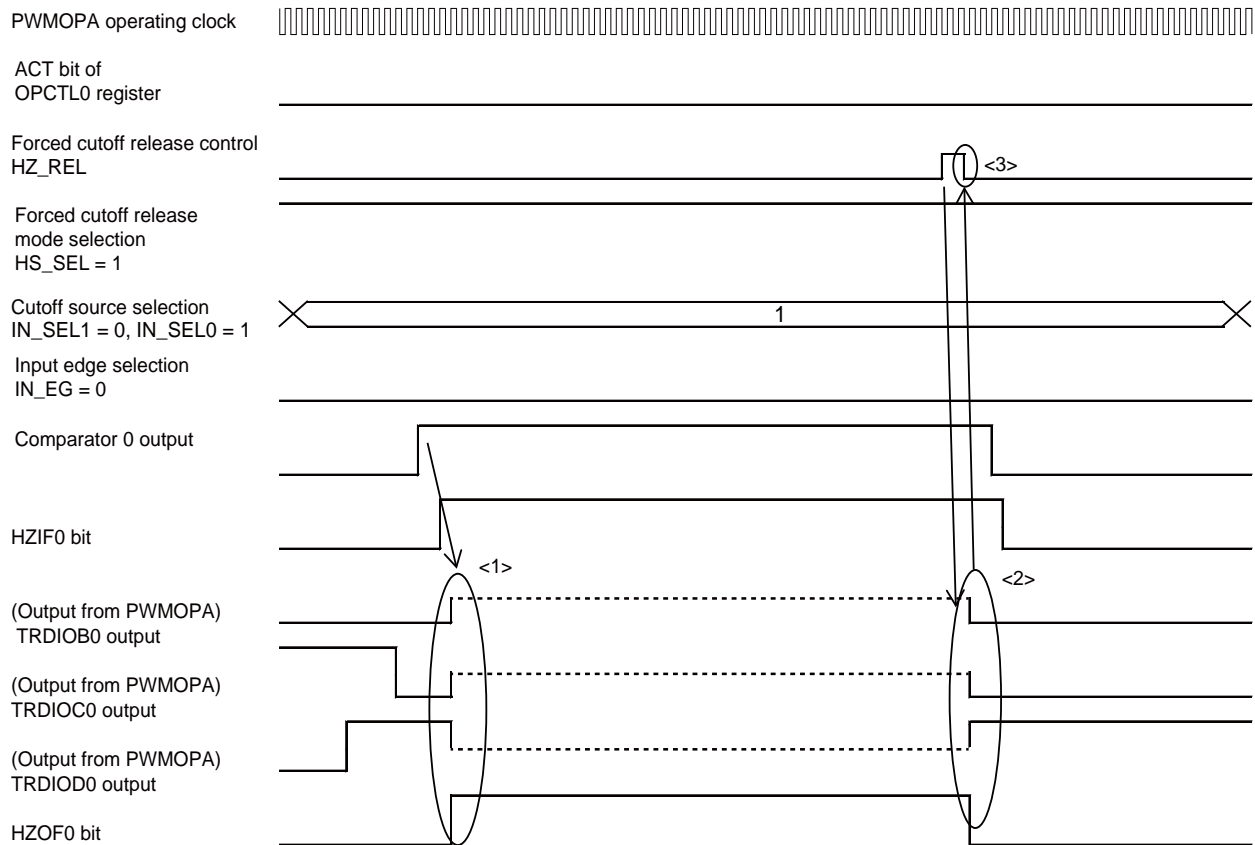 PWMOPA operating clock
ACT bit of
OPCTL0 register
Forced cutoff release control
HZ_REL
<3>
Forced cutoff release
mode selection
HS_SEL = 1
Cutoff source selection
IN_SEL1 = 0, IN_SEL0 = 1
1
Input edge selection
IN_EG = 0
Comparator 0 output
HZIF0 bit
<1>
<2>
(Output from PWMOPA)
TRDIOB0 output
(Output from PWMOPA)
TRDIOC0 output
(Output from PWMOPA)
TRDIOD0 output
HZOF0 bit